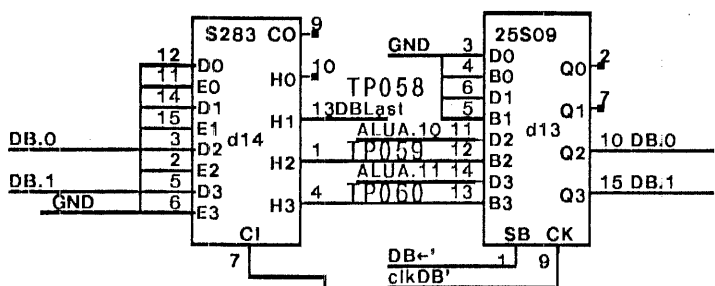 S283 CO 9
25S09
GND 3 D0
12 D0
10
4 B0
Q0 2
11 E0
H0
TP058
6 D1
14 D1
13 DBLast
5 B1
Q1 7
15 E1
H1
d14
ALUA.10 11 D2
d13
DB.0 3 D2
1 TP059 12 B2
Q2 10 DB.0
2 E2
H2
ALUA.11 14 D3
DB.1 5 D3
4 TP060 13 B3
Q3 15 DB.1
GND 6 E3
H3
CI
SB CK
7
DB←' 1 9
clkDB'